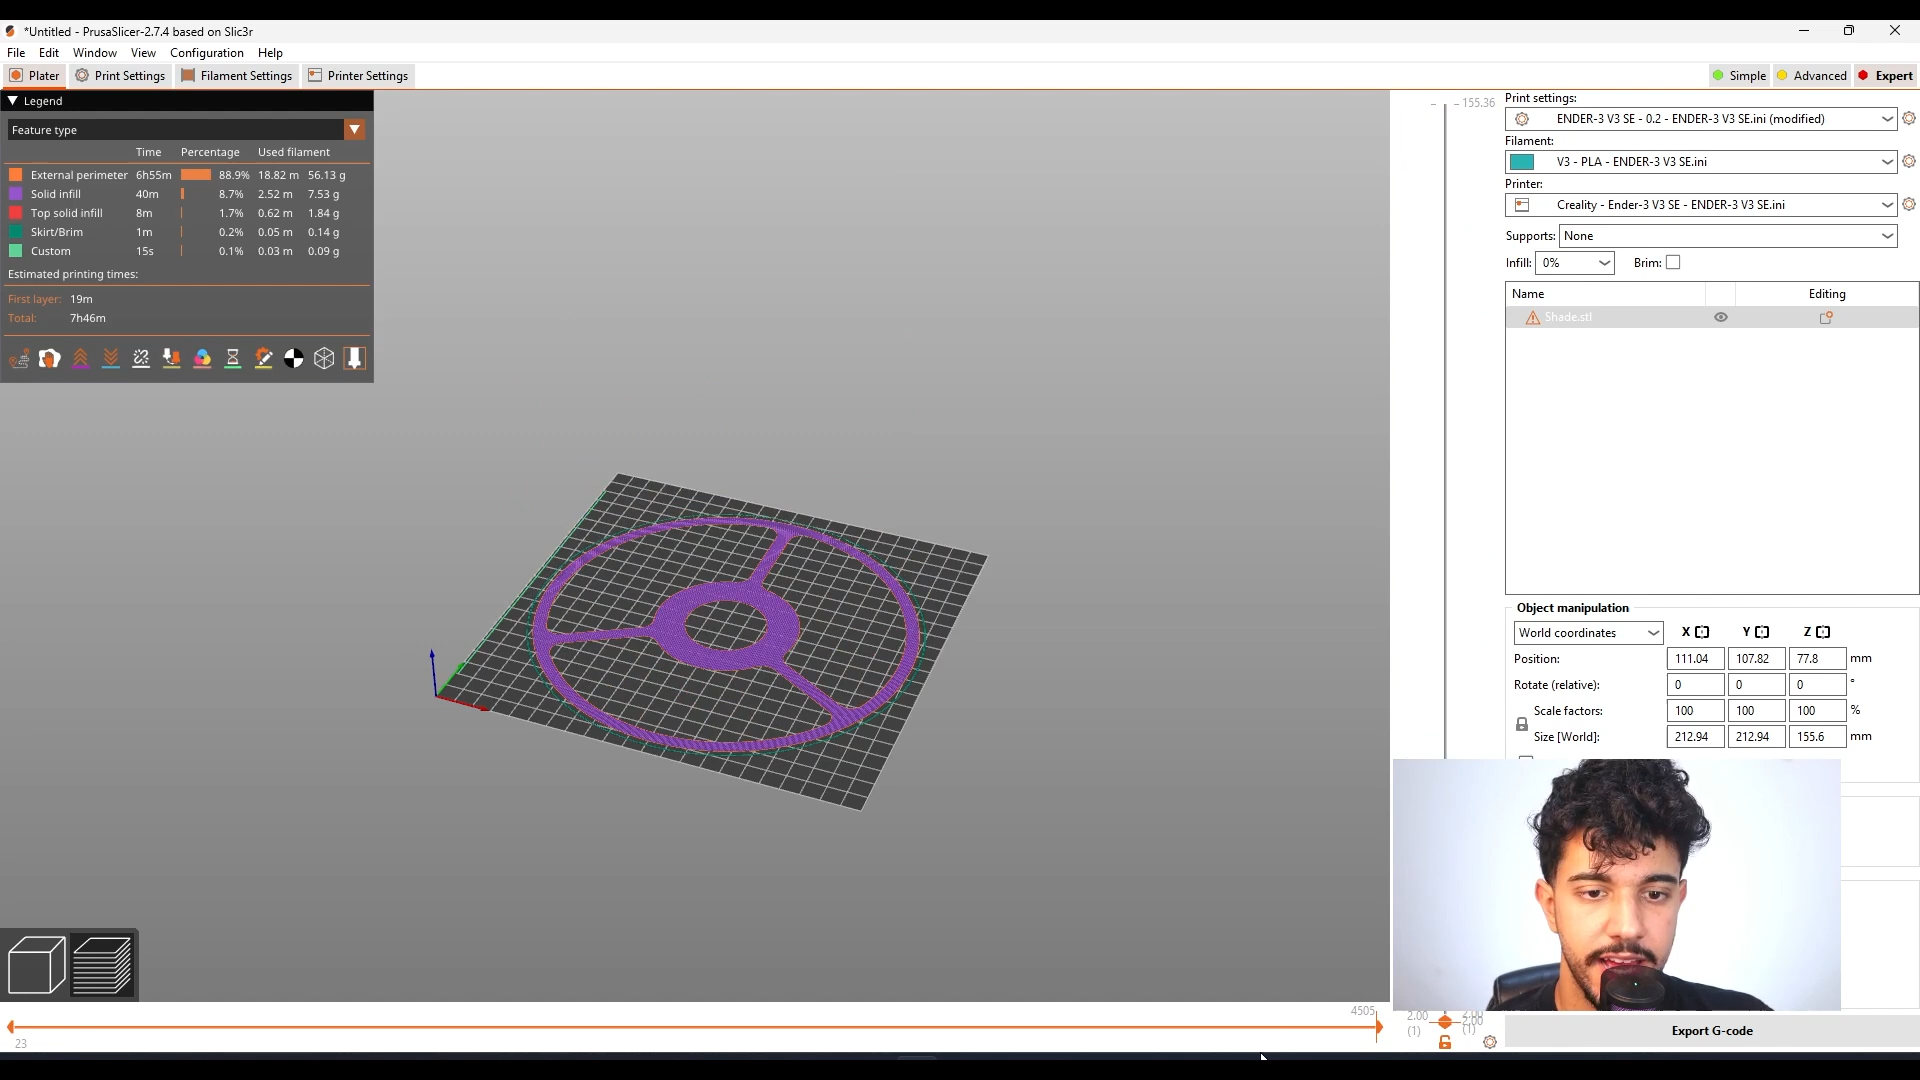 *Untitled - PrusaSlicer-2.7.4 based on Slic3r
File Edit Window View Configuration Help
Plater Print Settings Filament Settings Printer Settings Simple Advanced Expert
Legend
Feature type
Time Percentage Used filament
External perimeter 6h55m 88.9% 18.82 m 56.13 g
Solid infill 40m 8.7% 2.52 m 7.53 g
Top solid infill 8m 1.7% 0.62 m 1.84 g
Skirt/Brim 1m 0.2% 0.05 m 0.14 g
Custom 15s 0.1% 0.03 m 0.09 g
Estimated printing times:
First layer: 19m
Total: 7h46m
155.36
Print settings:
ENDER-3 V3 SE - 0.2 - ENDER-3 V3 SE.ini (modified)
Filament:
V3 - PLA - ENDER-3 V3 SE.ini
Printer:
Creality - Ender-3 V3 SE - ENDER-3 V3 SE.ini
Supports: None
Infill: 0% Brim:
Name Editing
Shade.stl
Object manipulation
World coordinates X Y Z
Position: 111.04 107.82 77.8 mm
Rotate (relative): 0 0 0 °
Scale factors: 100 100 100 %
Size [World]: 212.94 212.94 155.6 mm
4505
23
2.00
(1)
2.00
(1)
Export G-code